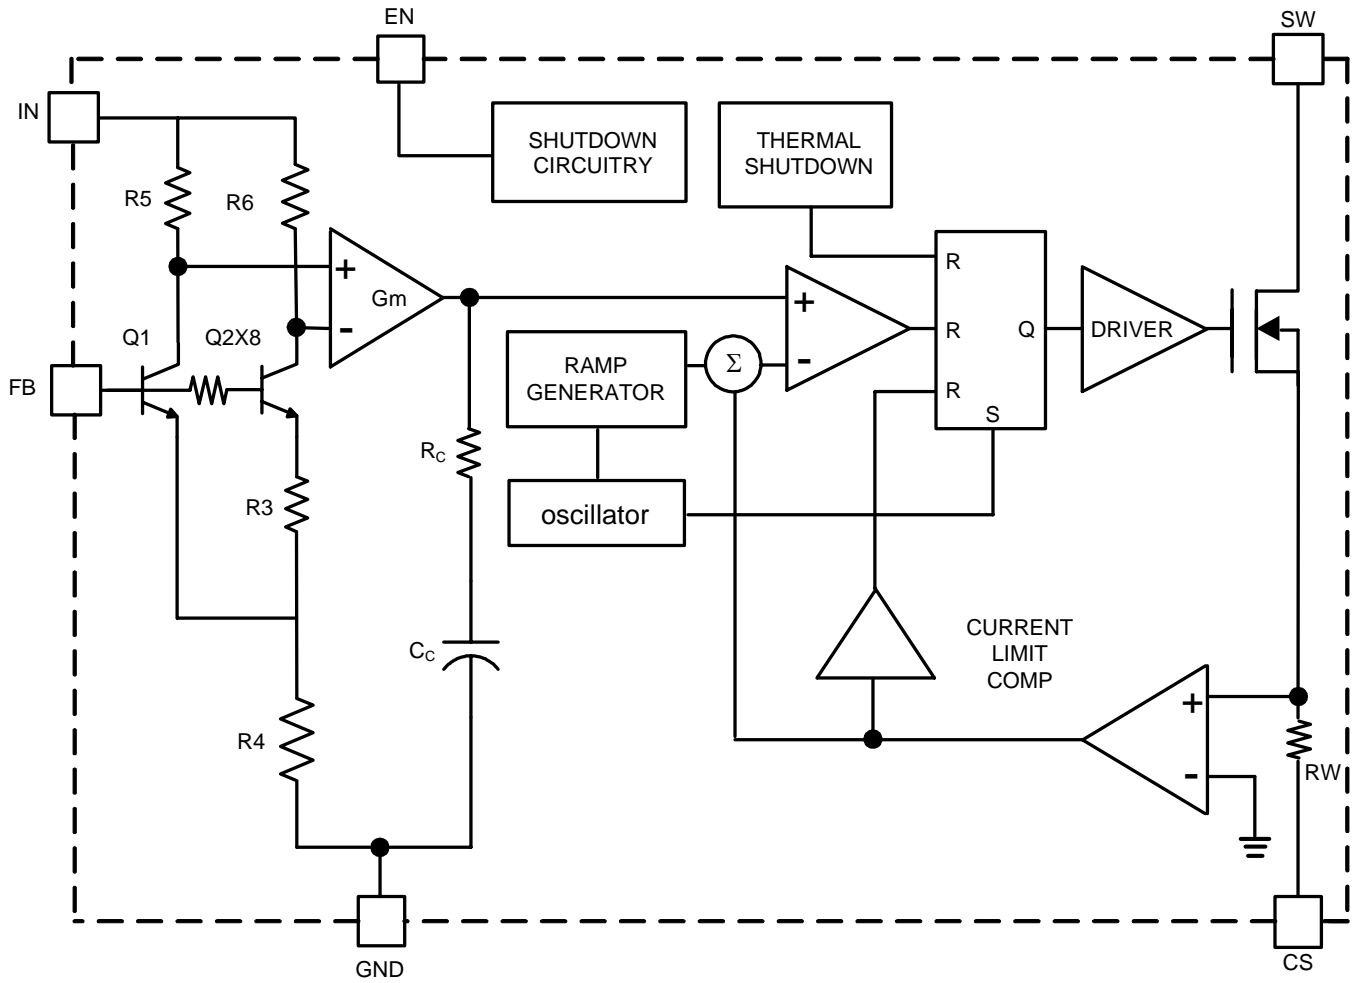 EN
SW
IN
SHUTDOWN
CIRCUITRY
THERMAL
SHUTDOWN
R5
R6
+
Gm
-
R
R
R
Q
S
+
-
DRIVER
Q1
Q2X8
FB
RAMP
GENERATOR
Σ
RC
R3
oscillator
CC
CURRENT
LIMIT
COMP
R4
+
-
RW
GND
CS